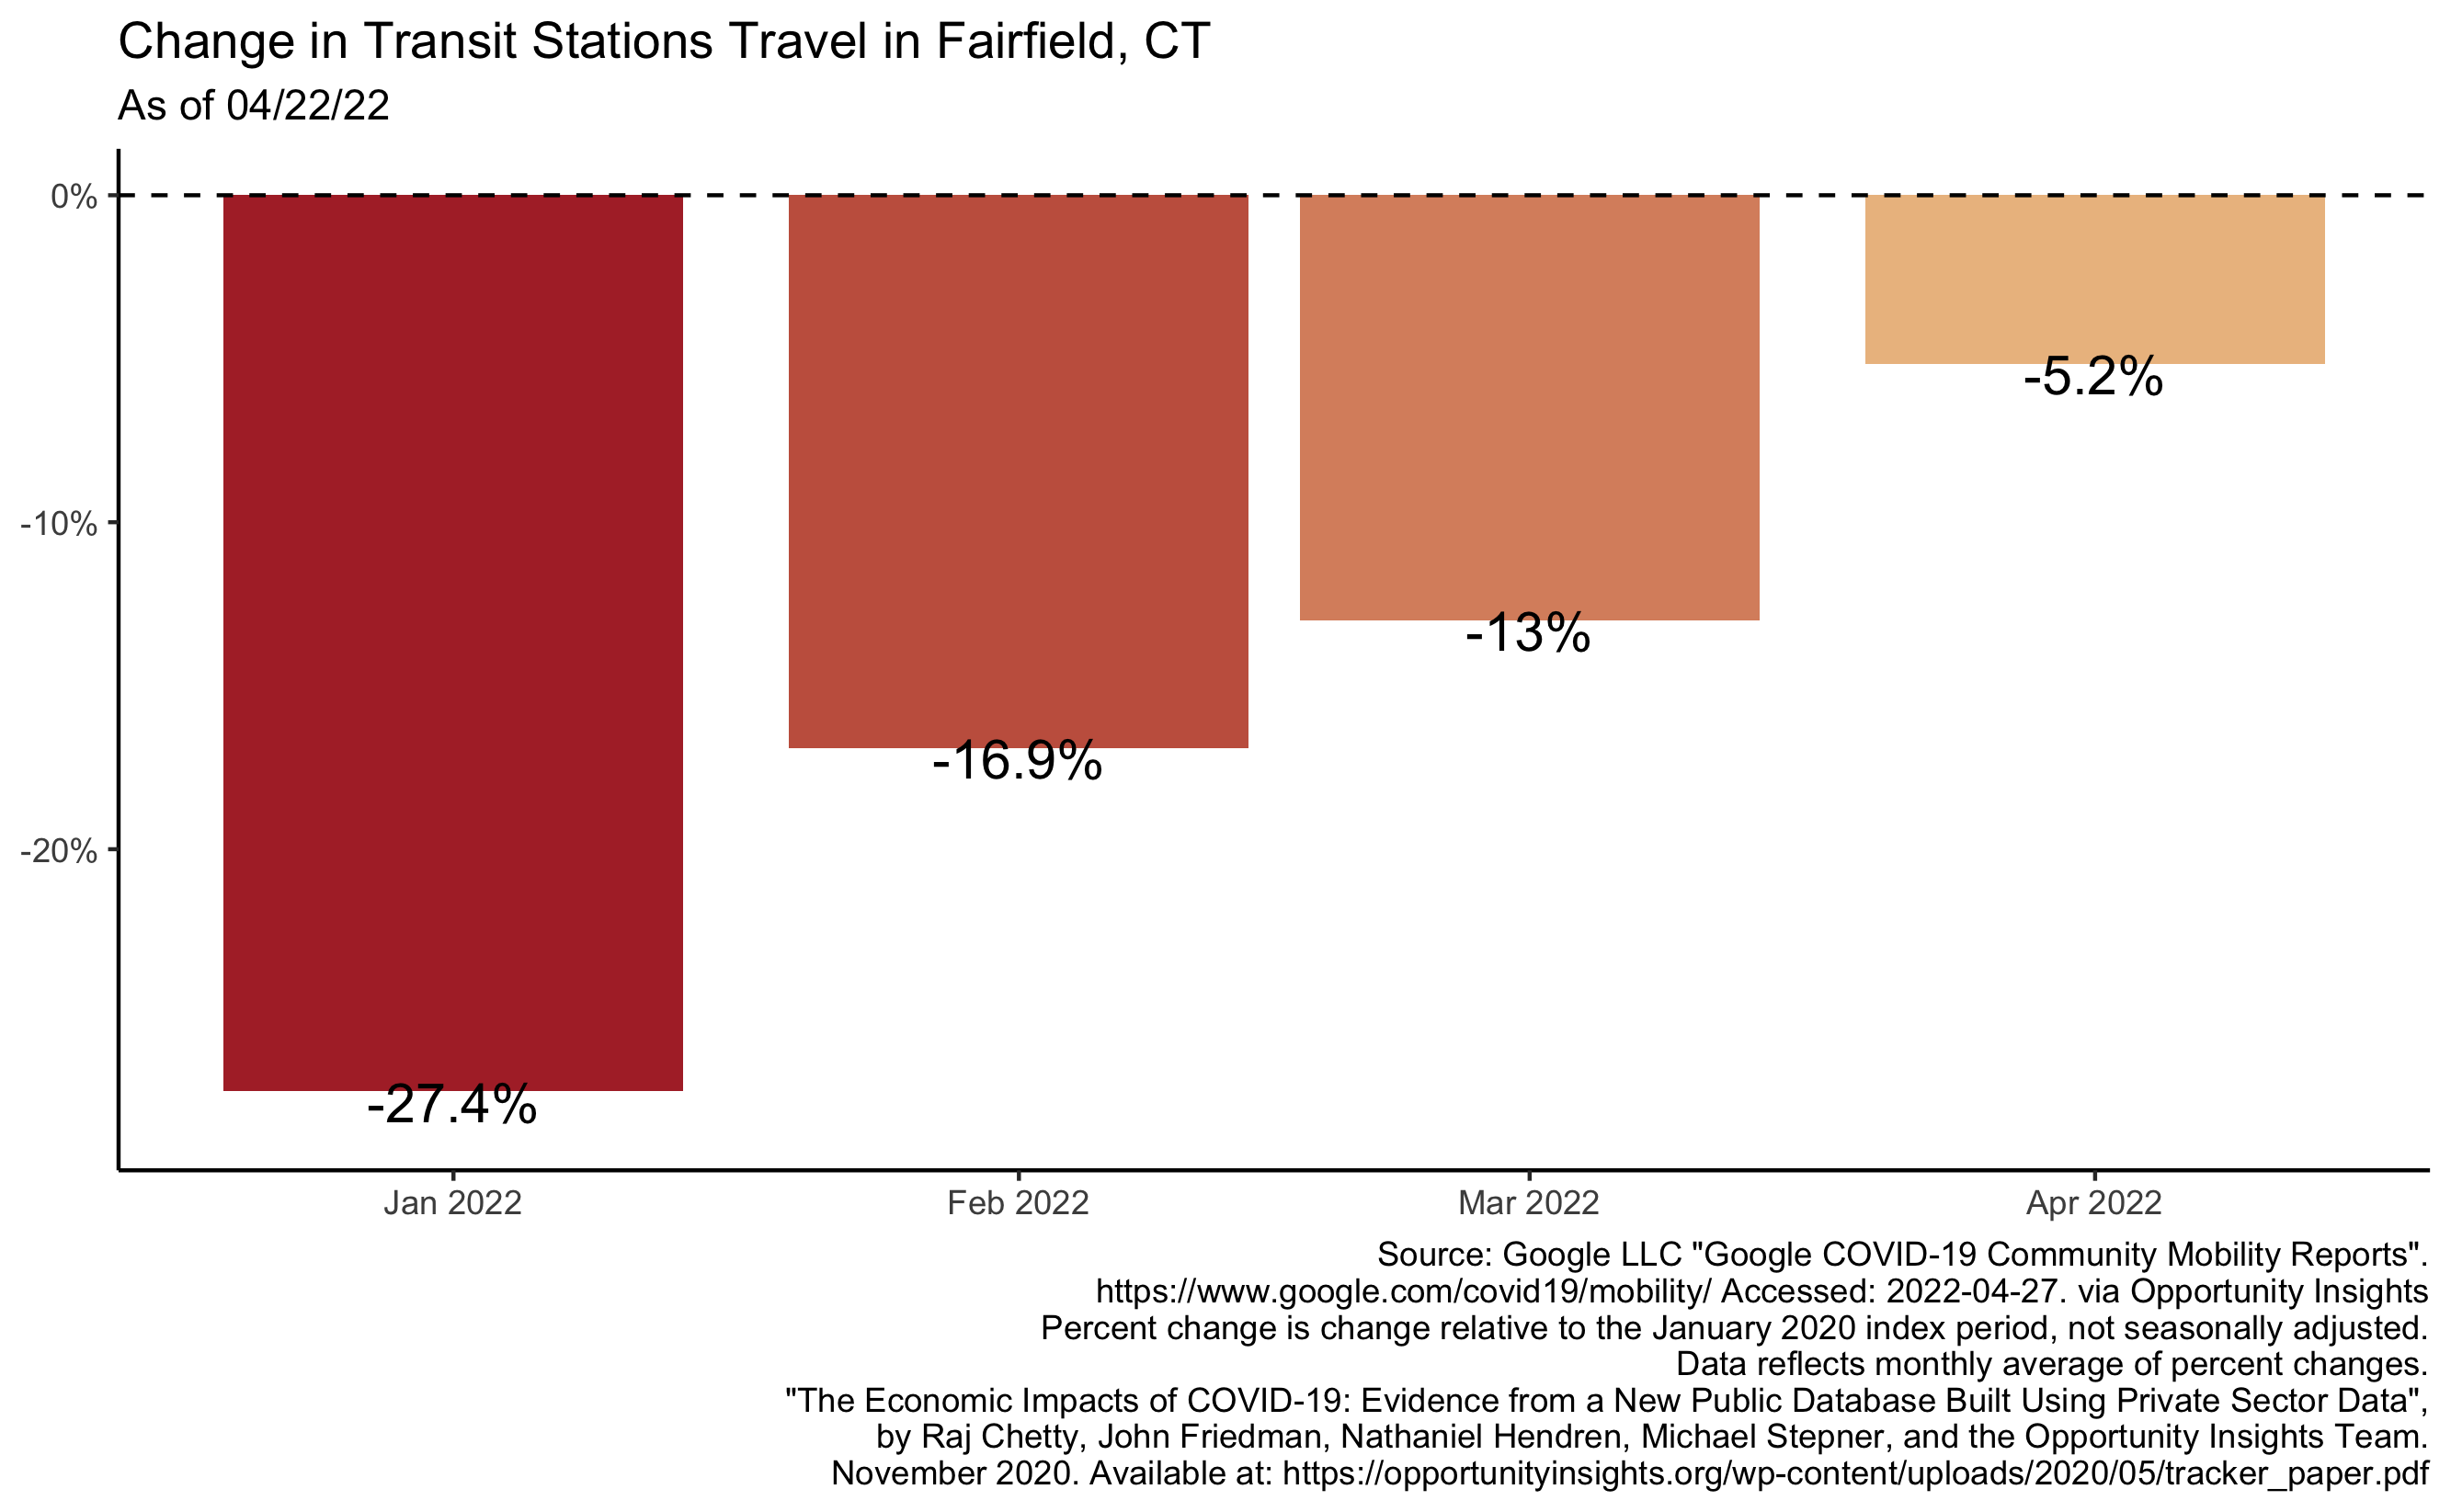 Change in Transit Stations Travel in Fairfield, CT
As of 04/22/22
0%
-10%
-20%
-27.4%
-16.9%
-13%
-5.2%
Jan 2022
Feb 2022
Mar 2022
Apr 2022
Source: Google LLC "Google COVID-19 Community Mobility Reports".
https://www.google.com/covid19/mobility/ Accessed: 2022-04-27. via Opportunity Insights
Percent change is change relative to the January 2020 index period, not seasonally adjusted.
Data reflects monthly average of percent changes.
"The Economic Impacts of COVID-19: Evidence from a New Public Database Built Using Private Sector Data",
by Raj Chetty, John Friedman, Nathaniel Hendren, Michael Stepner, and the Opportunity Insights Team.
November 2020. Available at: https://opportunityinsights.org/wp-content/uploads/2020/05/tracker_paper.pdf